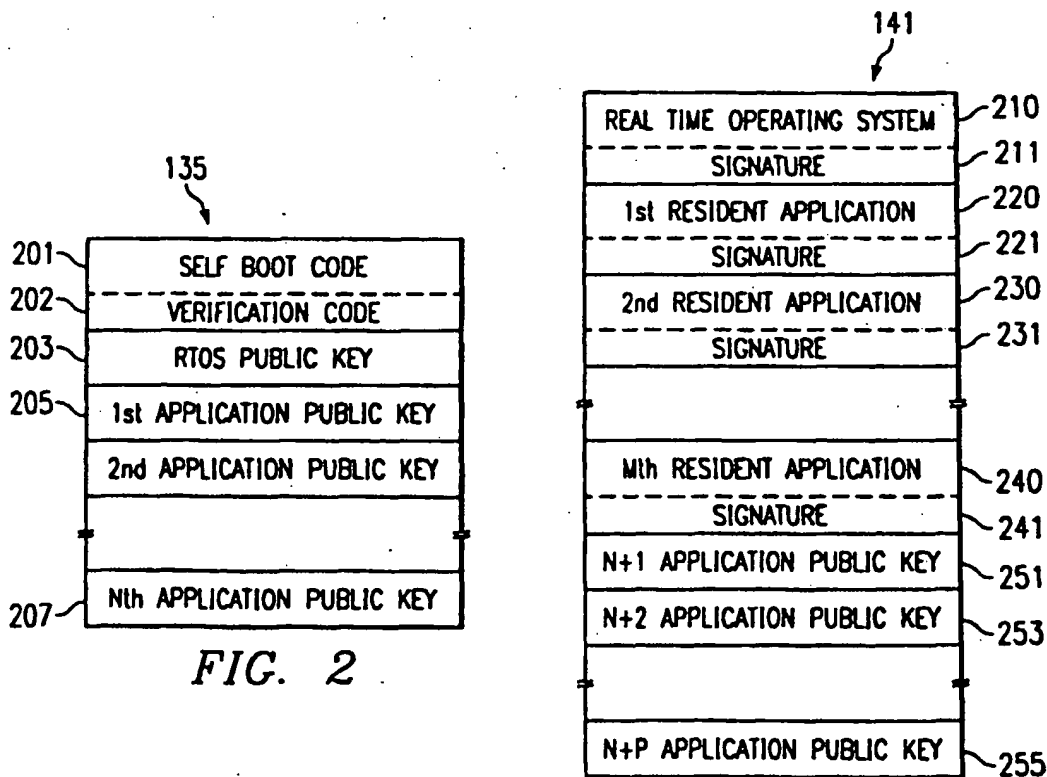 135
201
SELF BOOT CODE
202
VERIFICATION CODE
203
RTOS PUBLIC KEY
205
1st APPLICATION PUBLIC KEY
2nd APPLICATION PUBLIC KEY
207
Nth APPLICATION PUBLIC KEY
FIG. 2
141
REAL TIME OPERATING SYSTEM
210
SIGNATURE
211
1st RESIDENT APPLICATION
220
SIGNATURE
221
2nd RESIDENT APPLICATION
230
SIGNATURE
231
Mth RESIDENT APPLICATION
240
SIGNATURE
241
N+1 APPLICATION PUBLIC KEY
251
N+2 APPLICATION PUBLIC KEY
253
N+P APPLICATION PUBLIC KEY
255